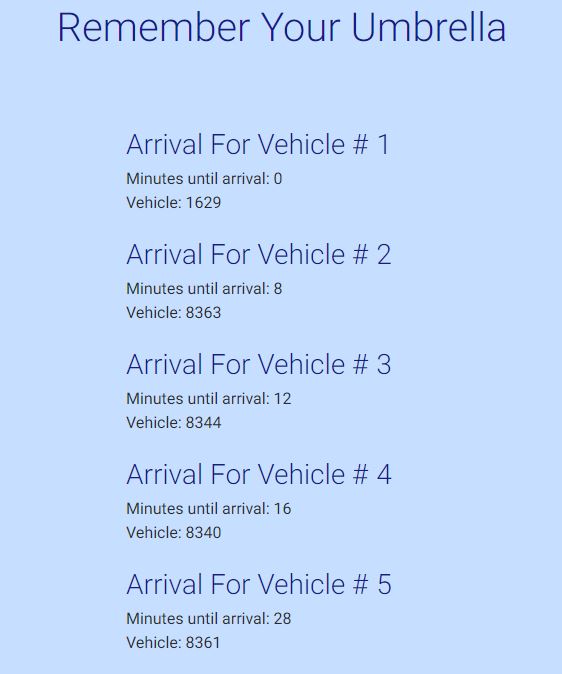 Remember Your Umbrella
Arrival For Vehicle # 1
Minutes until arrival: 0
Vehicle: 1629
Arrival For Vehicle # 2
Minutes until arrival: 8
Vehicle: 8363
Arrival For Vehicle # 3
Minutes until arrival: 12
Vehicle: 8344
Arrival For Vehicle # 4
Minutes until arrival: 16
Vehicle: 8340
Arrival For Vehicle # 5
Minutes until arrival: 28
Vehicle: 8361